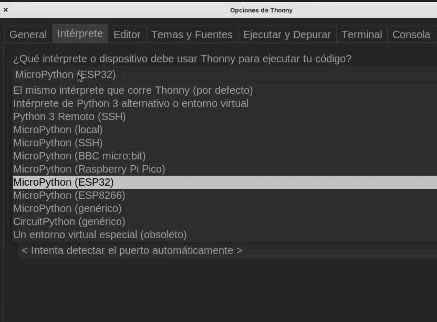 × Opciones de Thonny
General Intérprete Editor Temas y Fuentes Ejecutar y Depurar Terminal Consola
¿Qué intérprete o dispositivo debe usar Thonny para ejecutar tu código?
MicroPython (ESP32)
El mismo intérprete que corre Thonny (por defecto)
Intérprete de Python 3 alternativo o entorno virtual
Python 3 Remoto (SSH)
MicroPython (local)
MicroPython (SSH)
MicroPython (BBC micro:bit)
MicroPython (Raspberry Pi Pico)
MicroPython (ESP32)
MicroPython (ESP8266)
MicroPython (genérico)
CircuitPython (genérico)
Un entorno virtual especial (obsoleto)
< Intenta detectar el puerto automáticamente >